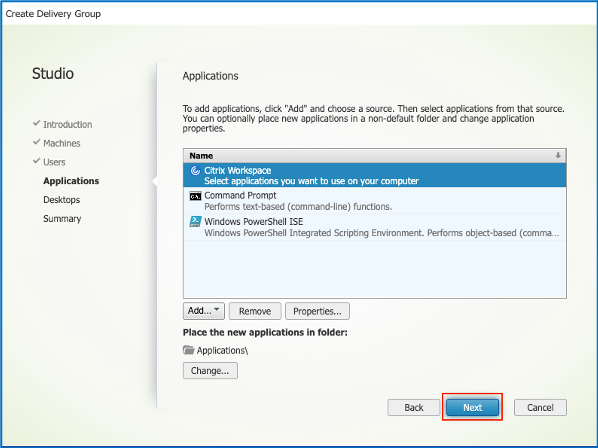 Create Delivery Group
Studio
Introduction
Machines
Users
Applications
Desktops
Summary
Applications
To add applications, click "Add" and choose a source. Then select applications from that source.
You can optionally place new applications in a non-default folder and change application
properties.
Name
Citrix Workspace
Select applications you want to use on your computer
Command Prompt
Performs text-based (command-line) functions.
Windows PowerShell ISE
Windows PowerShell Integrated Scripting Environment. Performs object-based (comma...
Add...
Remove
Properties...
Place the new applications in folder:
Applications\
Change...
Back
Next
Cancel